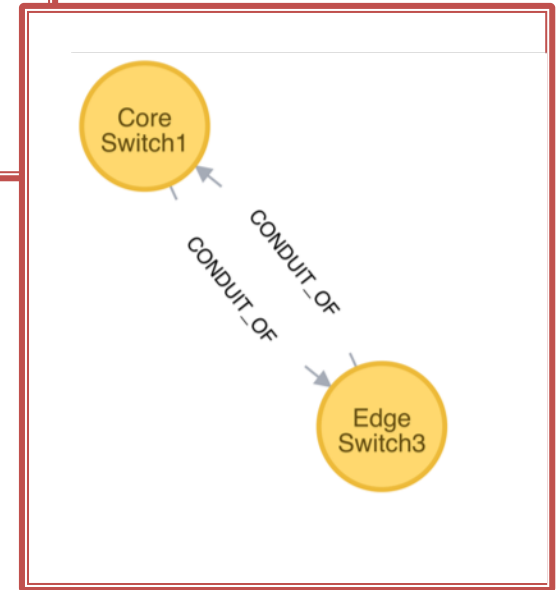 Core
Switch1
CONDUIT_OF
CONDUIT_OF
Edge
Switch3